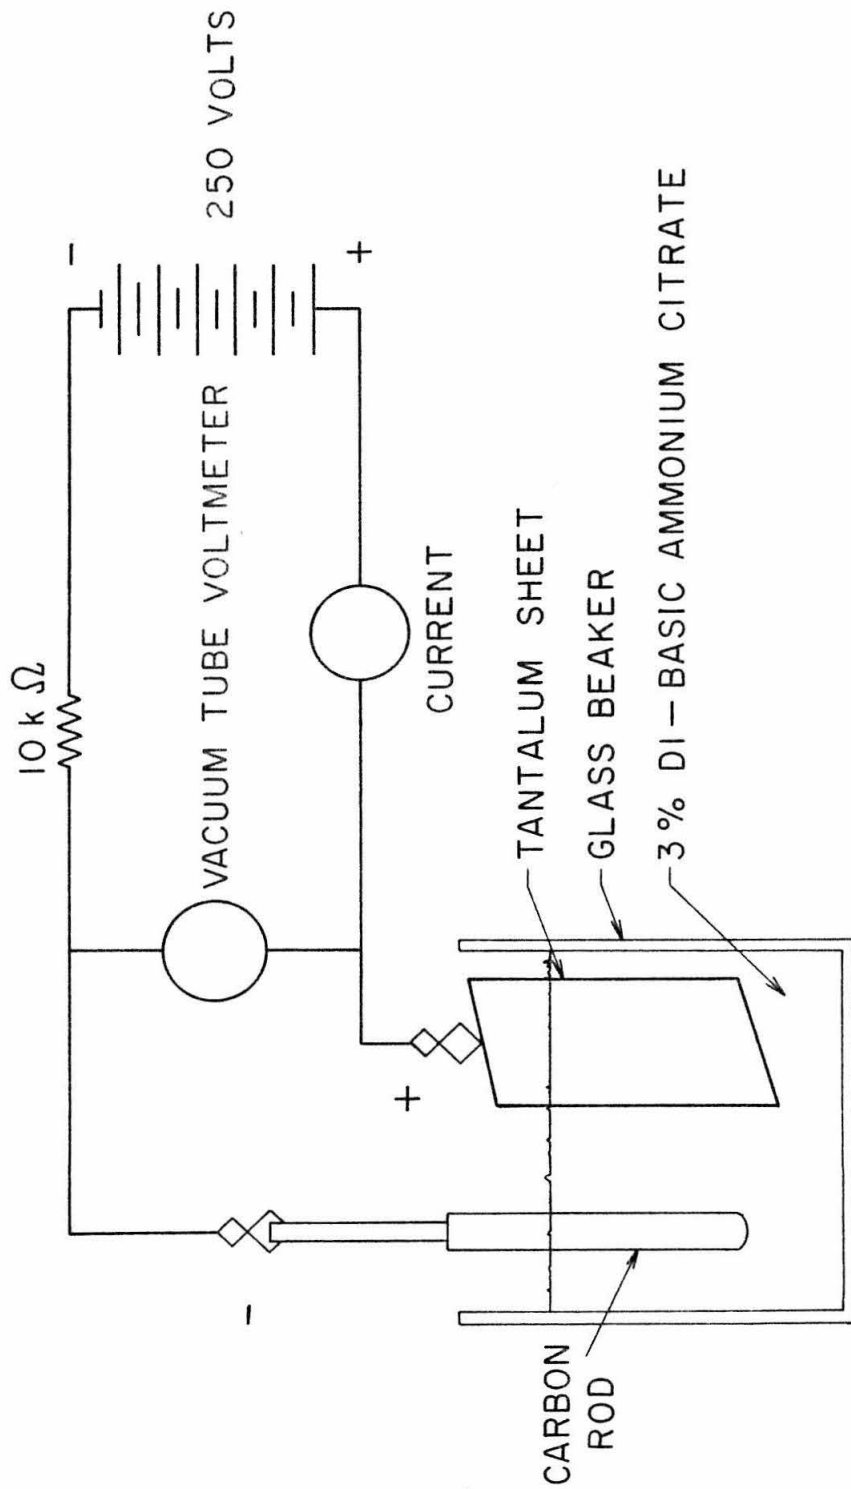 10 k Ω
-
250 VOLTS
+
VACUUM TUBE VOLTMETER
CURRENT
+
-
TANTALUM SHEET
GLASS BEAKER
3% DI-BASIC AMMONIUM CITRATE
CARBON
ROD